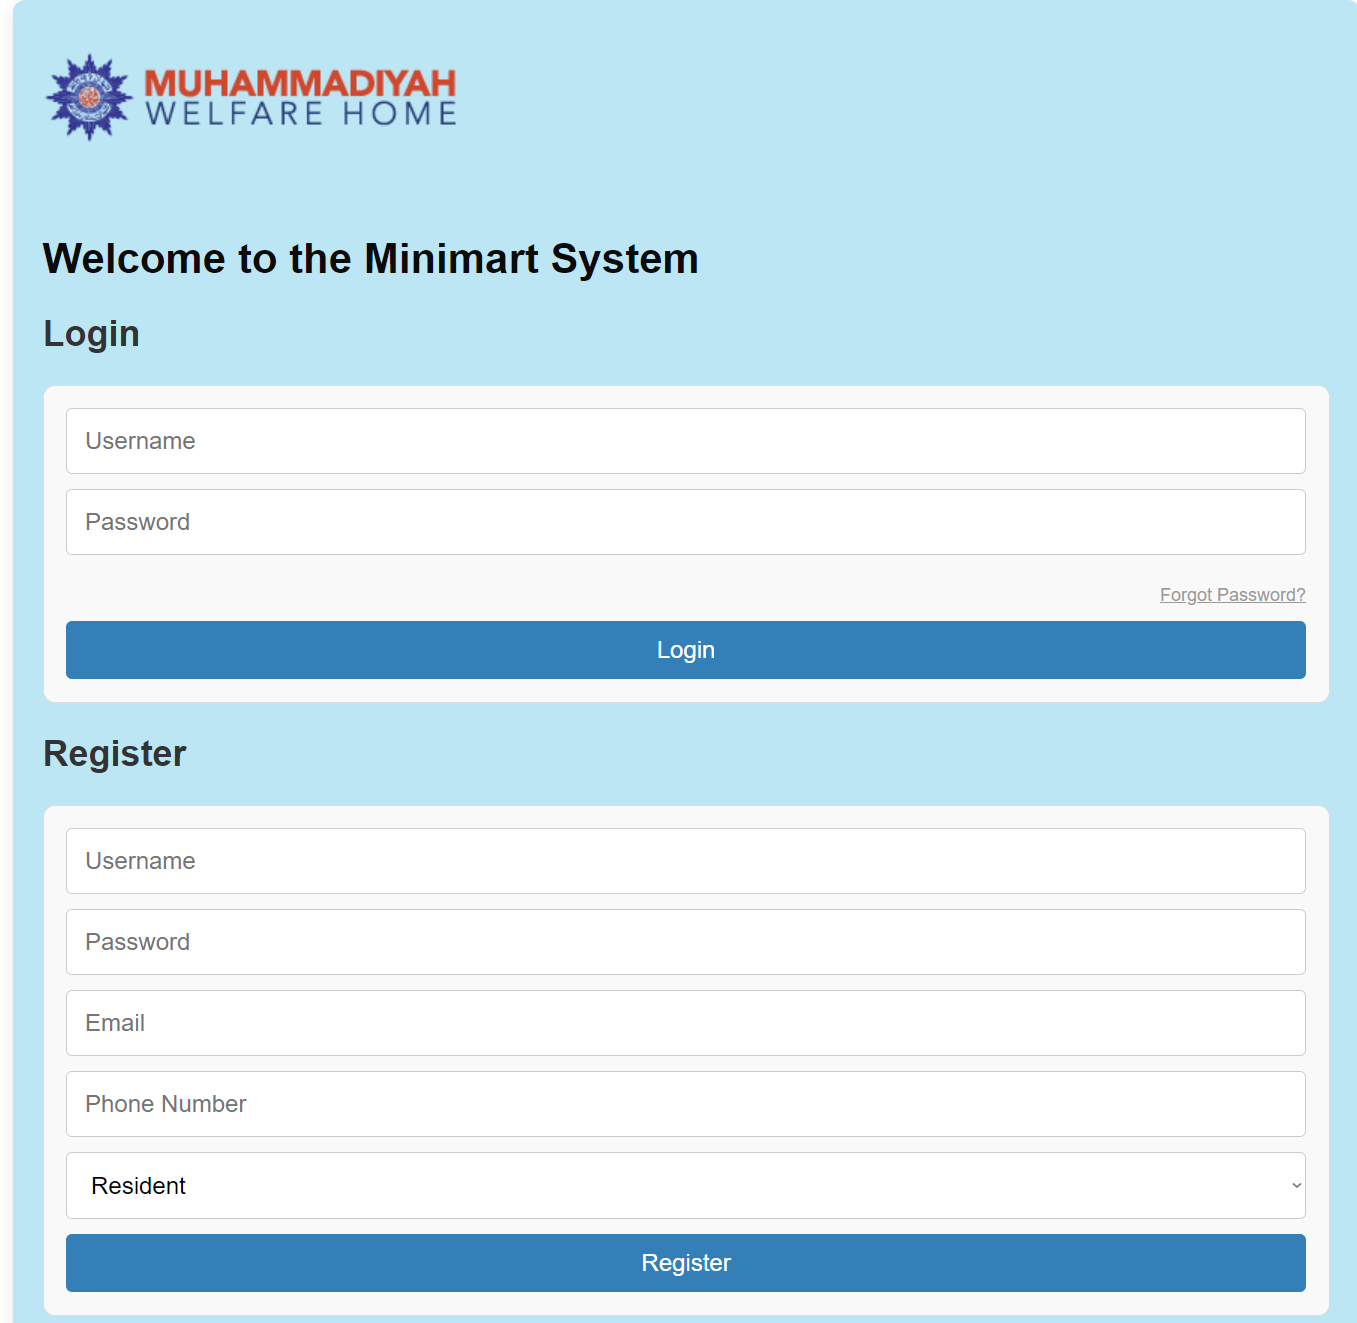 MUHAMMADIYAH
WELFARE HOME
Welcome to the Minimart System
Login
Username
Password
Forgot Password?
Login
Register
Username
Password
Email
Phone Number
Resident
Register